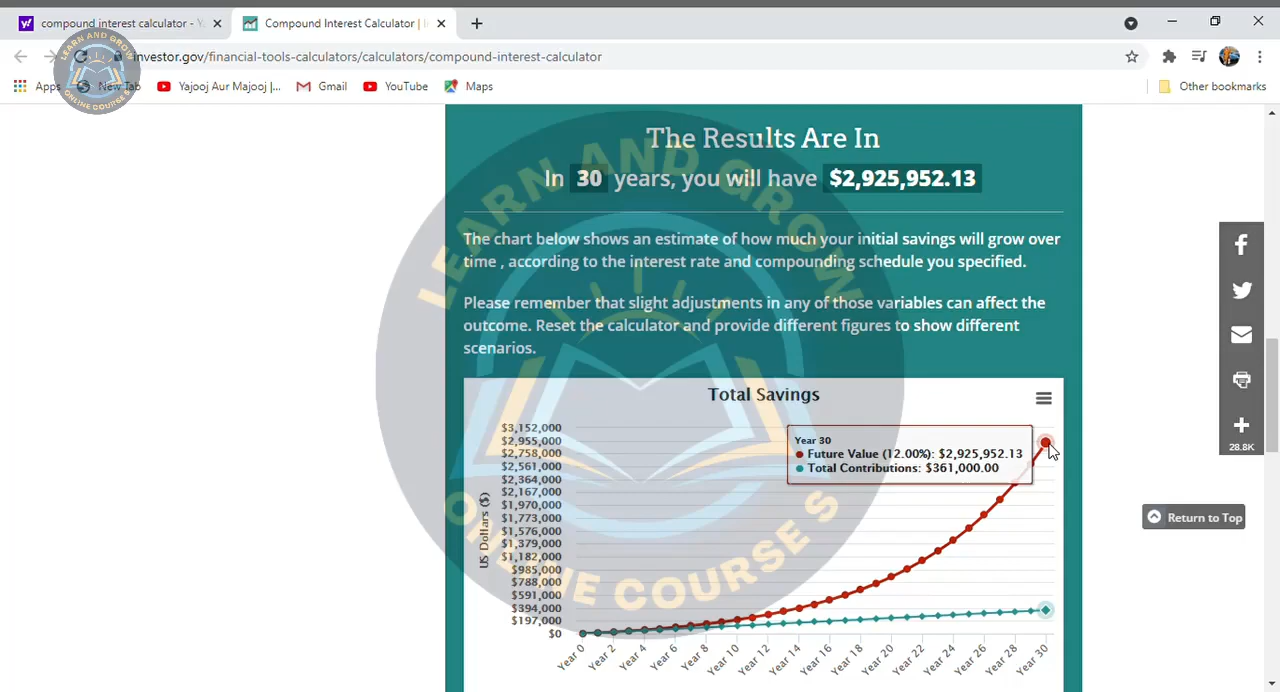 compound interest calculator - Y
Compound Interest Calculator | I
investor.gov/financial-tools-calculators/calculators/compound-interest-calculator
Apps
New Tab
Yajooj Aur Majooj |...
Gmail
YouTube
Maps
Other bookmarks
LEARN AND GROW
ONLINE COURSE S
The Results Are In
In 30 years, you will have $2,925,952.13
The chart below shows an estimate of how much your initial savings will grow over
time , according to the interest rate and compounding schedule you specified.
Please remember that slight adjustments in any of those variables can affect the
outcome. Reset the calculator and provide different figures to show different
scenarios.
LEARN AND GROW
ONLINE COURSE S
28.8K
Return to Top
Total Savings
US Dollars ($)
$3,152,000
$2,955,000
$2,758,000
$2,561,000
$2,364,000
$2,167,000
$1,970,000
$1,773,000
$1,576,000
$1,379,000
$1,182,000
$985,000
$788,000
$591,000
$394,000
$197,000
$0
Year 30
Future Value (12.00%): $2,925,952.13
Total Contributions: $361,000.00
Year 0
Year 2
Year 4
Year 6
Year 8
Year 10
Year 12
Year 14
Year 16
Year 18
Year 20
Year 22
Year 24
Year 26
Year 28
Year 30